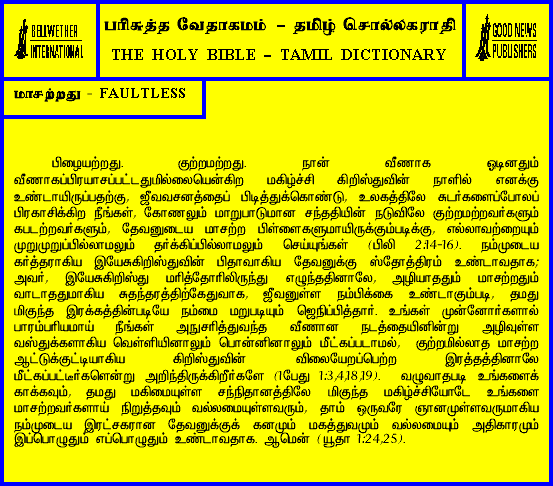 BELLWETHER
INTERNATIONAL
பரிசுத்த வேதாகமம் – தமிழ் சொல்லகராதி
THE HOLY BIBLE – TAMIL DICTIONARY
GOOD NEWS
PUBLISHERS
மாசற்றது - FAULTLESS
பிழையற்றது. குற்றமற்றது. நான் வீணாக ஓடினதும்
வீணாகப்பிரயாசப்பட்டதுமில்லையென்கிற மகிழ்ச்சி கிறிஸ்துவின் நாளில் எனக்கு
உண்டாயிருப்பதற்கு, ஜீவவசனத்தைப் பிடித்துக்கொண்டு, உலகத்திலே சுடர்களைப்போலப்
பிரகாசிக்கிற நீங்கள், கோணலும் மாறுபாடுமான சந்ததியின் நடுவிலே குற்றமற்றவர்களும்
கபடற்றவர்களும், தேவனுடைய மாசற்ற பிள்ளைகளுமாயிருக்கும்படிக்கு, எல்லாவற்றையும்
முறுமுறுப்பில்லாமலும் தர்க்கிப்பில்லாமலும் செய்யுங்கள் (பிலி 2:14-16). நம்முடைய
கர்த்தராகிய இயேசுகிறிஸ்துவின் பிதாவாகிய தேவனுக்கு ஸ்தோத்திரம் உண்டாவதாக;
அவர், இயேசுகிறிஸ்து மரித்தோரிலிருந்து எழுந்ததினாலே, அழியாததும் மாசற்றதும்
வாடாததுமாகிய சுதந்தரத்திற்கேதுவாக, ஜீவனுள்ள நம்பிக்கை உண்டாகும்படி, தமது
மிகுந்த இரக்கத்தின்படியே நம்மை மறுபடியும் ஜெநிப்பித்தார். உங்கள் முன்னோர்களால்
பாரம்பரியமாய் நீங்கள் அநுசரித்துவந்த வீணான நடத்தையினின்று அழிவுள்ள
வஸ்துக்களாகிய வெள்ளியினாலும் பொன்னினாலும் மீட்கப்படாமல், குற்றமில்லாத மாசற்ற
ஆட்டுக்குட்டியாகிய கிறிஸ்துவின் விலையேறப்பெற்ற இரத்தத்தினாலே
மீட்கப்பட்டீர்களென்று அறிந்திருக்கிறீர்களே (1பேது 1:3,4,18,19). வழுவாதபடி உங்களைக்
காக்கவும், தமது மகிமையுள்ள சந்நிதானத்திலே மிகுந்த மகிழ்ச்சியோடே உங்களை
மாசற்றவர்களாய் நிறுத்தவும் வல்லமையுள்ளவரும், தாம் ஒருவரே ஞானமுள்ளவருமாகிய
நம்முடைய இரட்சகரான தேவனுக்குக் கனமும் மகத்துவமும் வல்லமையும் அதிகாரமும்
இப்பொழுதும் எப்பொழுதும் உண்டாவதாக. ஆமென் (யூதா 1:24,25).